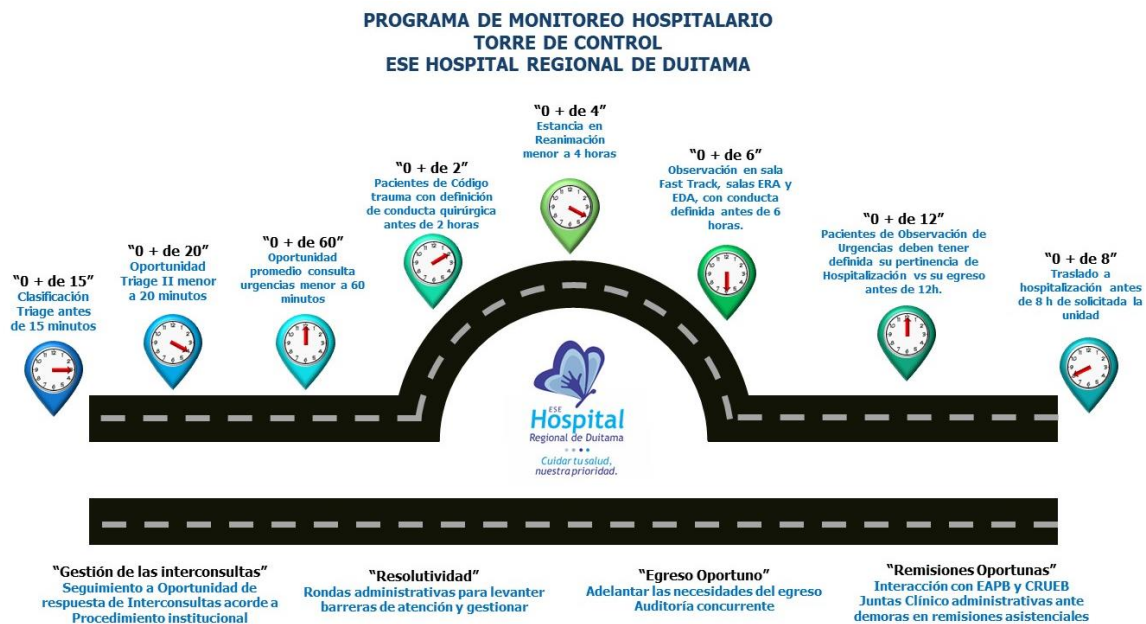 PROGRAMA DE MONITOREO HOSPITALARIO
TORRE DE CONTROL
ESE HOSPITAL REGIONAL DE DUITAMA
“0 + de 15”
Clasificación
Triage antes
de 15 minutos
“0 + de 20”
Oportunidad
Triage II menor
a 20 minutos
“0 + de 60”
Oportunidad
promedio consulta
urgencias menor a 60
minutos
“0 + de 2”
Pacientes de Código
trauma con definición
de conducta quirúrgica
antes de 2 horas
“0 + de 4”
Estancia en
Reanimación
menor a 4 horas
“0 + de 6”
Observación en sala
Fast Track, salas ERA y
EDA, con conducta
definida antes de 6
horas.
“0 + de 12”
Pacientes de Observación de
Urgencias deben tener
definida su pertinencia de
Hospitalización vs su egreso
antes de 12h.
“0 + de 8”
Traslado a
hospitalización antes
de 8 h de solicitada la
unidad
ESE
Hospital
Regional de Duitama
Cuidar tu salud,
nuestra prioridad.
“Gestión de las interconsultas”
Seguimiento a Oportunidad de
respuesta de Interconsultas acorde a
Procedimiento institucional
“Resolutividad”
Rondas administrativas para levanter
barreras de atención y gestionar
“Egreso Oportuno”
Adelantar las necesidades del egreso
Auditoría concurrente
“Remisiones Oportunas”
Interacción con EAPB y CRUEB
Juntas Clínico administrativas ante
demoras en remisiones asistenciales